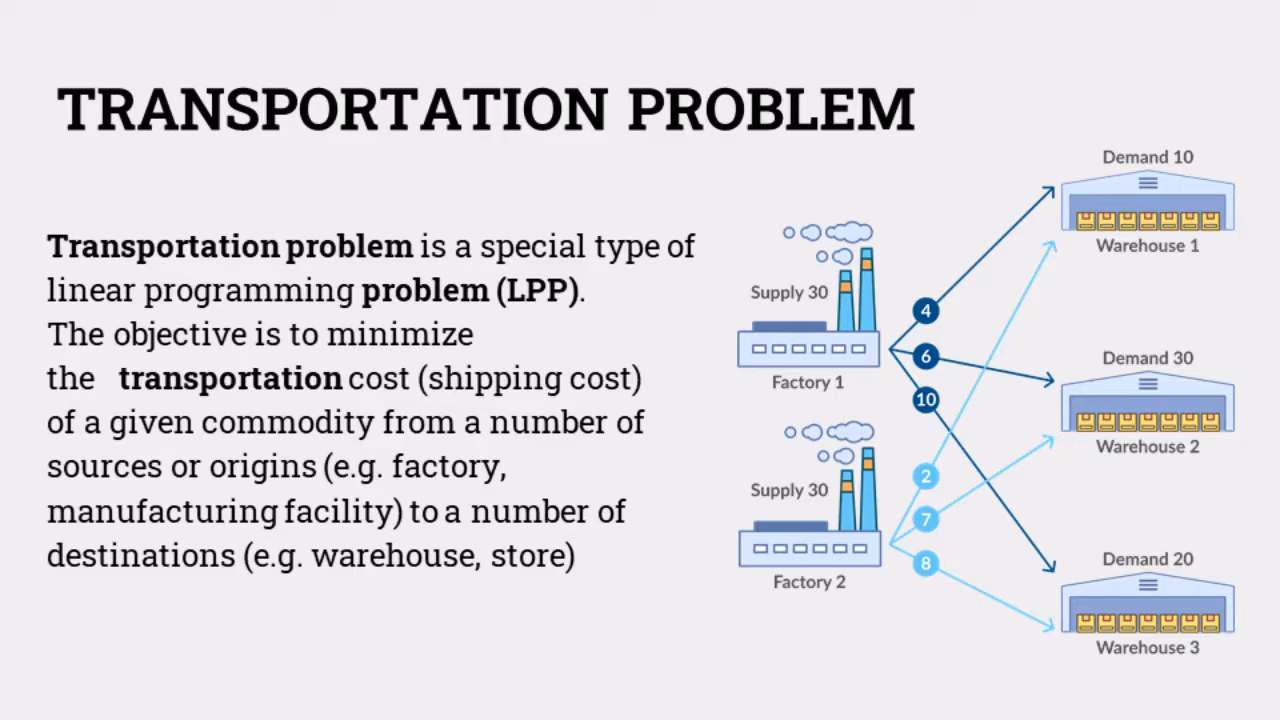 TRANSPORTATION PROBLEM
Transportation problem is a special type of
linear programming problem (LPP).
The objective is to minimize
the transportation cost (shipping cost)
of a given commodity from a number of
sources or origins (e.g. factory,
manufacturing facility) to a number of
destinations (e.g. warehouse, store)
Supply 30
Factory 1
Supply 30
Factory 2
4
6
10
2
7
8
Demand 10
Warehouse 1
Demand 30
Warehouse 2
Demand 20
Warehouse 3